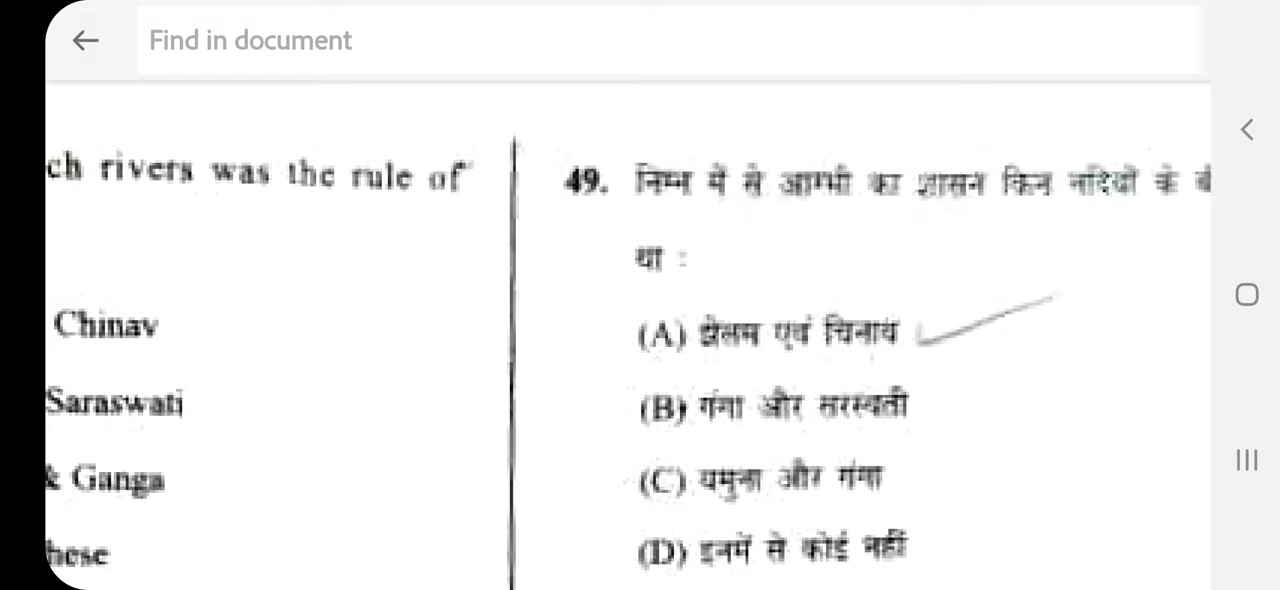 Find in document
ch rivers was the rule of
Chinav
Saraswati
& Ganga
hese
49. निम्न में से आम्भी का शासन किन नदियों के
था :
(A) झेलम एवं चिनाव
(B) गंगा और सरस्वती
(C) यमुना और गंगा
(D) इनमें से कोई नहीं